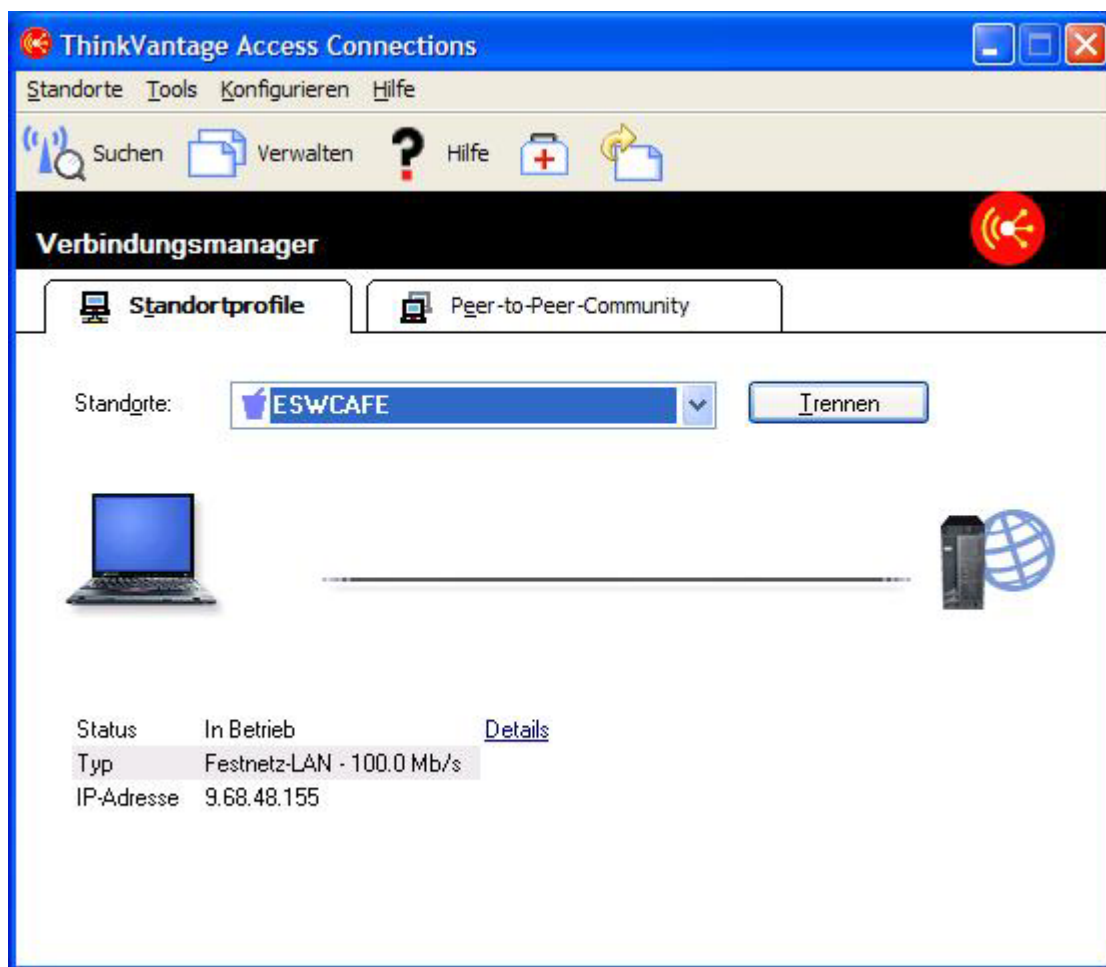 ThinkVantage Access Connections
Standorte Tools Konfigurieren Hilfe
Suchen Verwalten Hilfe
Verbindungsmanager
Standortprofile Peer-to-Peer-Community
Standorte: ESWCAFE Trennen
Status In Betrieb Details
Typ Festnetz-LAN - 100.0 Mb/s
IP-Adresse 9.68.48.155